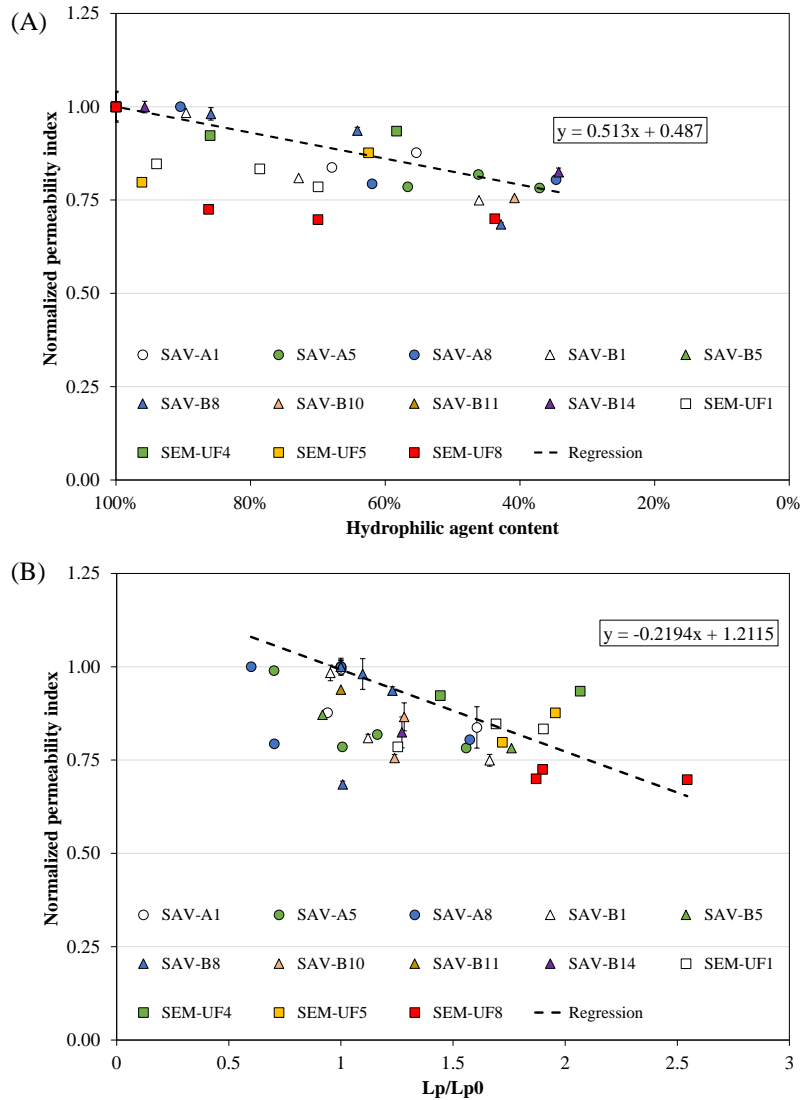 (A)
1.25
1.00
0.75
0.50
0.25
0.00
Normalized permeability index
y = 0.513x + 0.487
SAV-A1 SAV-A5 SAV-A8 SAV-B1 SAV-B5
SAV-B8 SAV-B10 SAV-B11 SAV-B14 SEM-UF1
SEM-UF4 SEM-UF5 SEM-UF8 Regression
100% 80% 60% 40% 20% 0%
Hydrophilic agent content
(B)
1.25
1.00
0.75
0.50
0.25
0.00
Normalized permeability index
y = -0.2194x + 1.2115
SAV-A1 SAV-A5 SAV-A8 SAV-B1 SAV-B5
SAV-B8 SAV-B10 SAV-B11 SAV-B14 SEM-UF1
SEM-UF4 SEM-UF5 SEM-UF8 Regression
0 0.5 1 1.5 2 2.5 3
Lp/Lp0